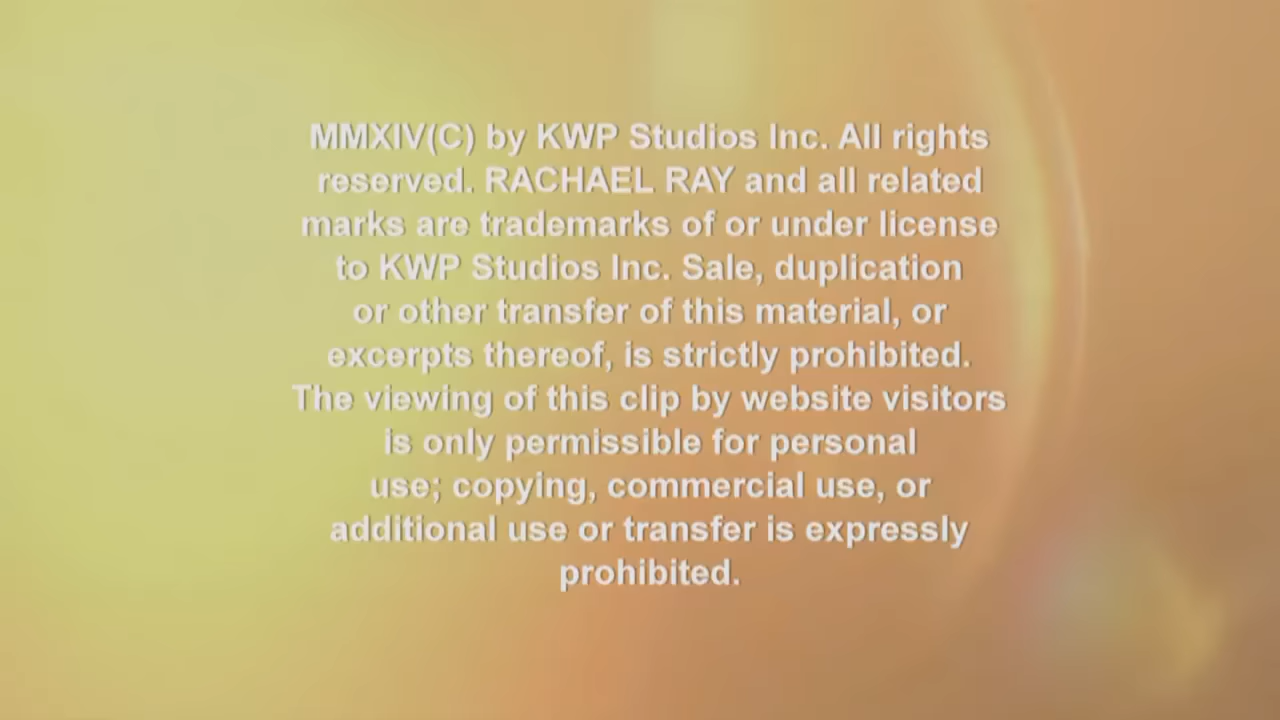 MMXIV(C) by KWP Studios Inc. All rights
reserved. RACHAEL RAY and all related
marks are trademarks of or under license
to KWP Studios Inc. Sale, duplication
or other transfer of this material, or
excerpts thereof, is strictly prohibited.
The viewing of this clip by website visitors
is only permissible for personal
use; copying, commercial use, or
additional use or transfer is expressly
prohibited.